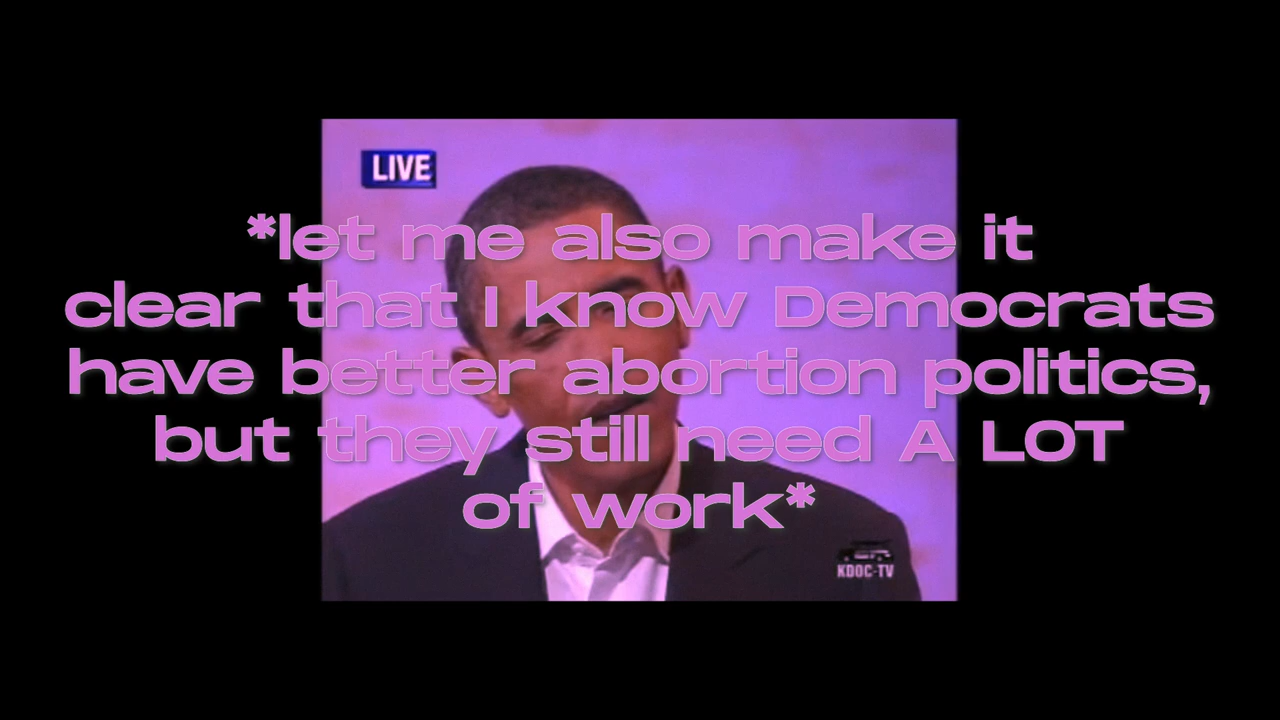 LIVE
*let me also make it
clear that I know Democrats
have better abortion politics,
but they still need A LOT
of work*
KDOC-TV